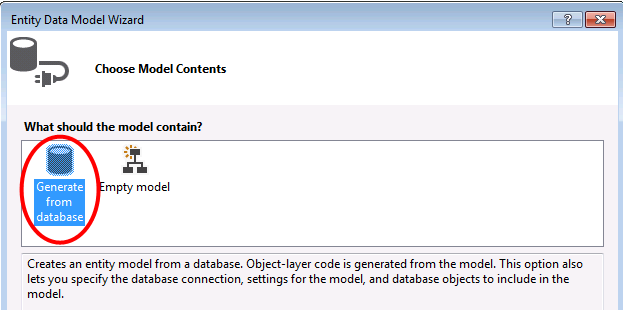 Entity Data Model Wizard
?
Choose Model Contents
What should the model contain?
Generate
from
database
Empty model
Creates an entity model from a database. Object-layer code is generated from the model. This option also
lets you specify the database connection, settings for the model, and database objects to include in the
model.